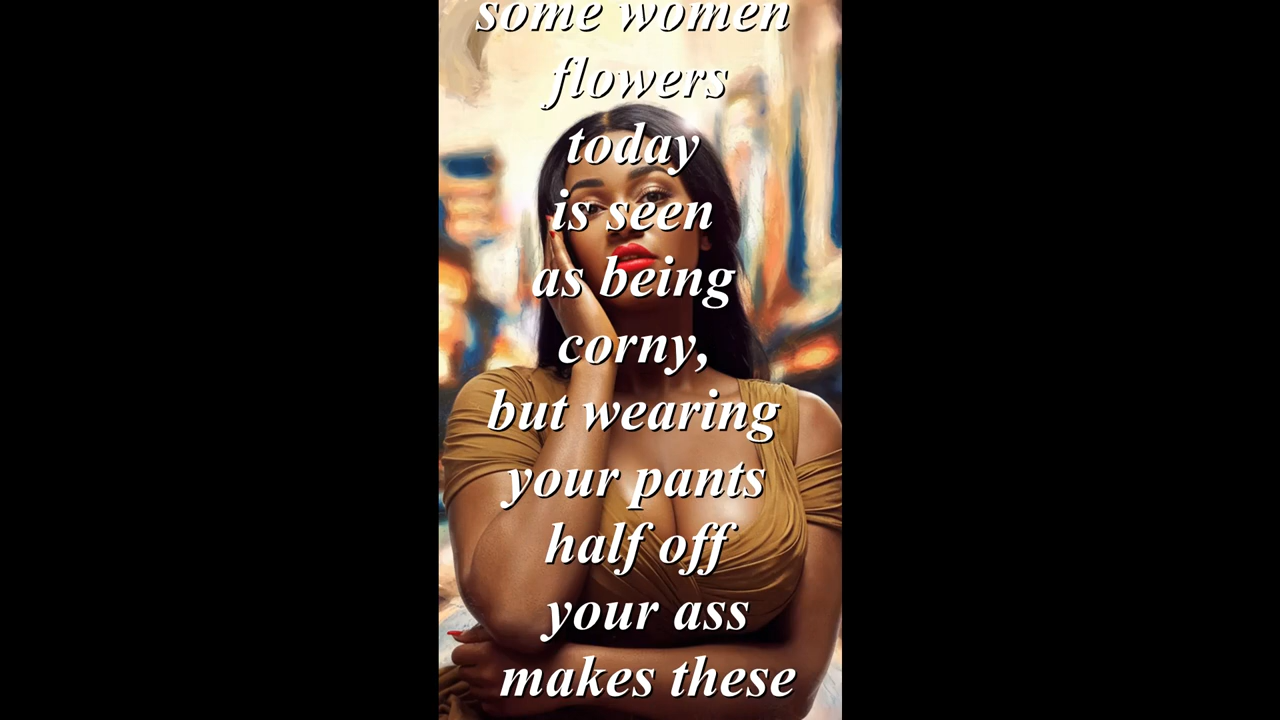 some women
flowers
today
is seen
as being
corny,
but wearing
your pants
half off
your ass
makes these